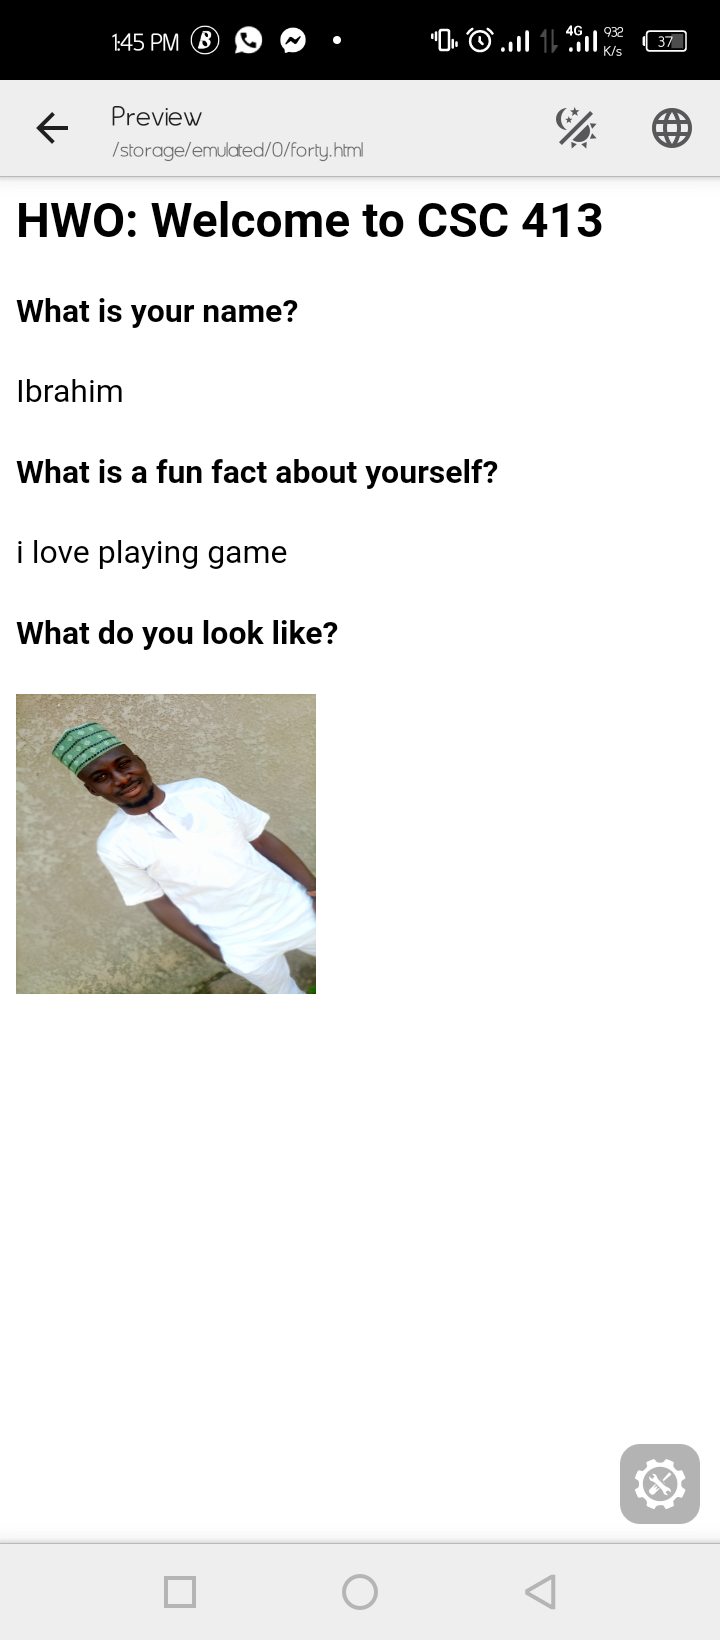 1:45 PM
4G 932 K/s 37
Preview
/storage/emulated/0/forty.html
HWO: Welcome to CSC 413
What is your name?
Ibrahim
What is a fun fact about yourself?
i love playing game
What do you look like?